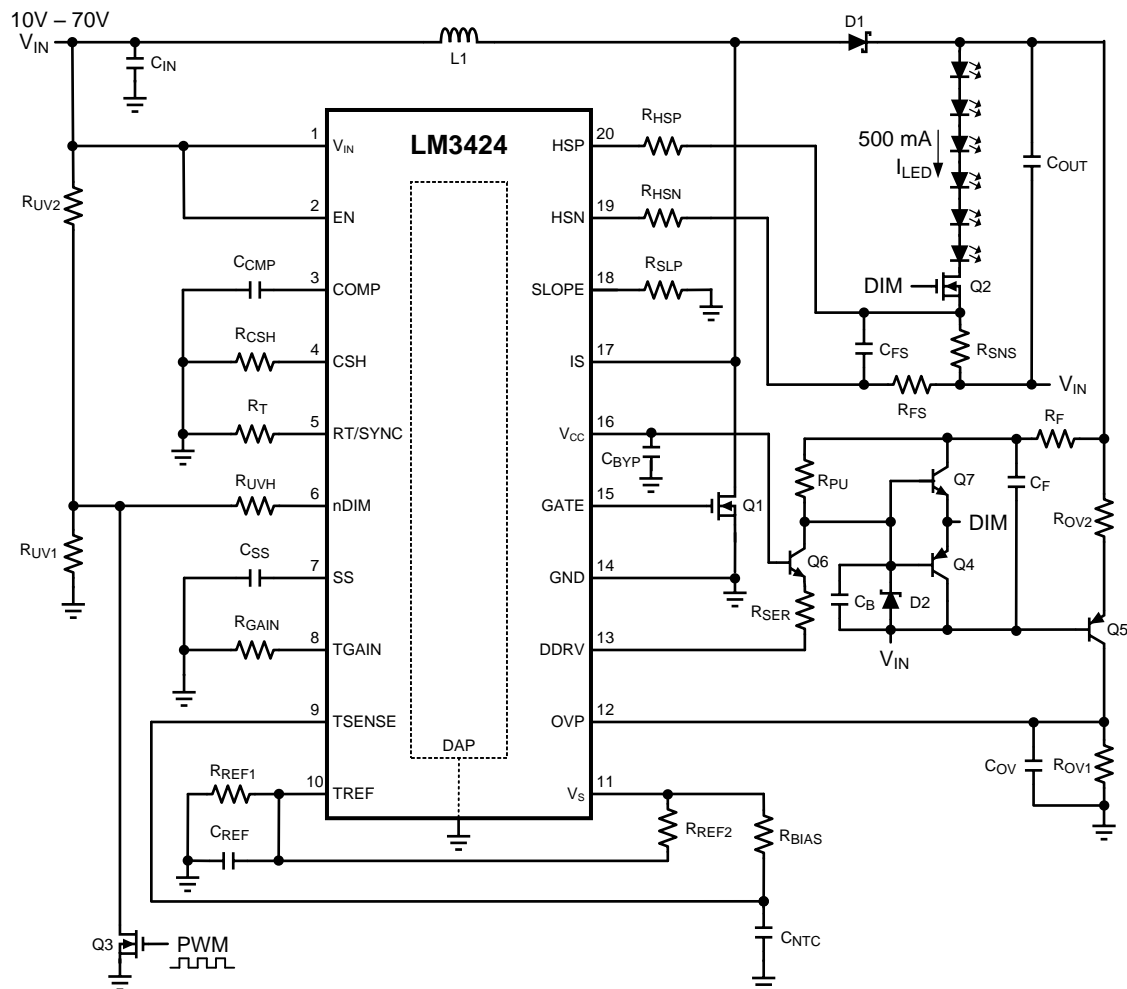 10V – 70V
VIN
CIN
L1
D1
LM3424
1
VIN
2
EN
3
COMP
4
CSH
5
RT/SYNC
6
nDIM
7
SS
8
TGAIN
9
TSENSE
10
TREF
DAP
20
HSP
19
HSN
18
SLOPE
17
IS
16
VCC
15
GATE
14
GND
13
DDRV
12
OVP
11
VS
RUV2
CCMP
RCSH
RT
RUVH
RUV1
CSS
RGAIN
RREF1
CREF
Q3
PWM
RHSP
RHSN
RSLP
CBYP
Q1
500 mA
ILED
COUT
DIM
Q2
CFS
RSNS
RFS
VIN
RF
RPU
Q7
CF
DIM
ROV2
Q6
Q4
CB
D2
RSER
VIN
Q5
COV
ROV1
RREF2
RBIAS
CNTC